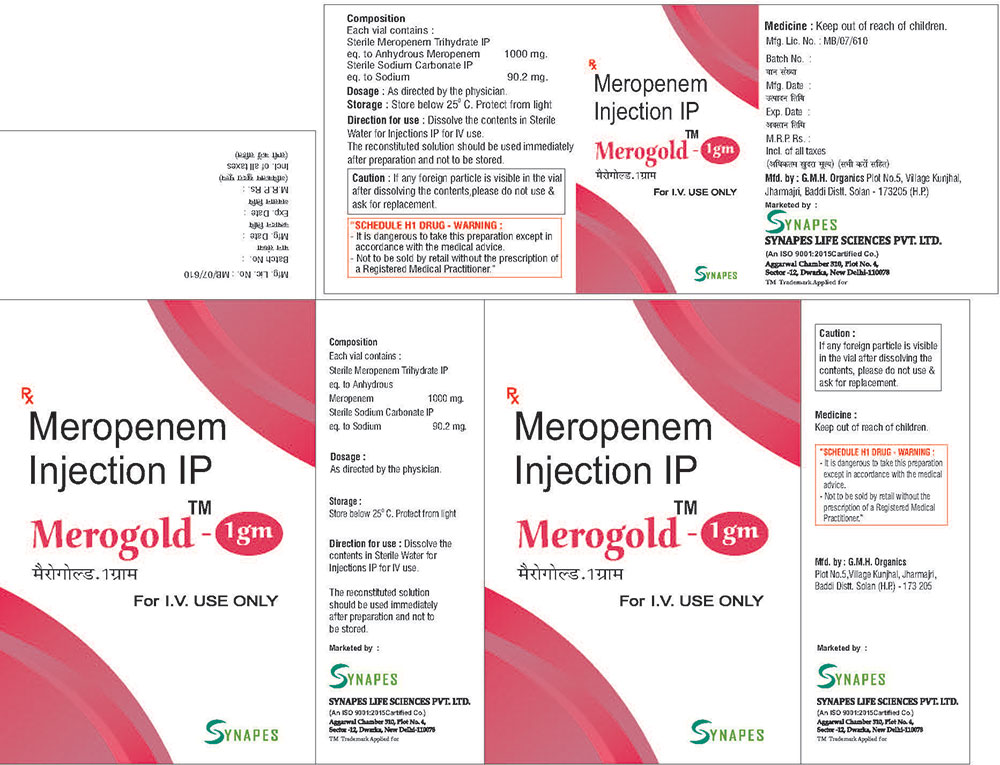 Composition
Each vial contains :
Sterile Meropenem Trihydrate IP
eq. to Anhydrous Meropenem 1000 mg.
Sterile Sodium Carbonate IP
eq. to Sodium 90.2 mg.
Dosage : As directed by the physician.
Storage : Store below 25⁰ C. Protect from light
Direction for use : Dissolve the contents in Sterile
Water for Injections IP for IV use.
The reconstituted solution should be used immediately
after preparation and not to be stored.
Caution : If any foreign particle is visible in the vial
after dissolving the contents,please do not use &
ask for replacement.
"SCHEDULE H1 DRUG - WARNING :
- It is dangerous to take this preparation except in
accordance with the medical advice.
- Not to be sold by retail without the prescription of
a Registered Medical Practitioner."
Rx
Meropenem
Injection IP
Merogold™ - 1gm
मैरोगोल्ड.1ग्राम
For I.V. USE ONLY
SYNAPES
Medicine : Keep out of reach of children.
Mfg. Lic. No. : MB/07/610
Batch No. :
यान संख्या
Mfg. Date :
उत्पादन तिथि
Exp. Date :
अवसान तिथि
M.R.P. Rs. :
Incl. of all taxes
(अधिकतम खुदरा मूल्य) (सभी करों सहित)
Mfd. by : G.M.H. Organics Plot No.5, Village Kunjhal,
Jharmajri, Baddi Distt. Solan - 173205 (H.P.)
Marketed by :
SYNAPES
SYNAPES LIFE SCIENCES PVT. LTD.
(An ISO 9001:2015Cartified Co.)
Aggarwal Chamber 310, Plot No. 4,
Sector -12, Dwarka, New Delhi-110078
TM Trademark Applied for
Mfg. Lic. No. : MB/07/610
Batch No. :
यान संख्या
Mfg. Date :
उत्पादन तिथि
Exp. Date :
अवसान तिथि
M.R.P. Rs. :
(अधिकतम खुदरा मूल्य)
Incl. of all taxes
(सभी करों सहित)
Rx
Meropenem
Injection IP
Merogold™ - 1gm
मैरोगोल्ड.1ग्राम
For I.V. USE ONLY
SYNAPES
Composition
Each vial contains :
Sterile Meropenem Trihydrate IP
eq. to Anhydrous
Meropenem 1000 mg.
Sterile Sodium Carbonate IP
eq. to Sodium 90.2 mg.
Dosage :
As directed by the physician.
Storage :
Store below 25⁰ C. Protect from light
Direction for use : Dissolve the
contents in Sterile Water for
Injections IP for IV use.
The reconstituted solution
should be used immediately
after preparation and not to
be stored.
Marketed by :
SYNAPES
SYNAPES LIFE SCIENCES PVT. LTD.
(An ISO 9001:2015Cartified Co.)
Aggarwal Chamber 310, Plot No. 4,
Sector -12, Dwarka, New Delhi-110078
TM Trademark Applied for
Rx
Meropenem
Injection IP
Merogold™ - 1gm
मैरोगोल्ड.1ग्राम
For I.V. USE ONLY
SYNAPES
Caution :
If any foreign particle is visible
in the vial after dissolving the
contents, please do not use &
ask for replacement.
Medicine :
Keep out of reach of children.
"SCHEDULE H1 DRUG - WARNING :
- It is dangerous to take this preparation
except in accordance with the medical
advice.
- Not to be sold by retail without the
prescription of a Registered Medical
Practitioner."
Mfd. by : G.M.H. Organics
Plot No.5,Village Kunjhal, Jharmajri,
Baddi Distt. Solan (H.P.) - 173 205
Marketed by :
SYNAPES
SYNAPES LIFE SCIENCES PVT. LTD.
(An ISO 9001:2015Cartified Co.)
Aggarwal Chamber 310, Plot No. 4,
Sector -12, Dwarka, New Delhi-110078
TM Trademark Applied for